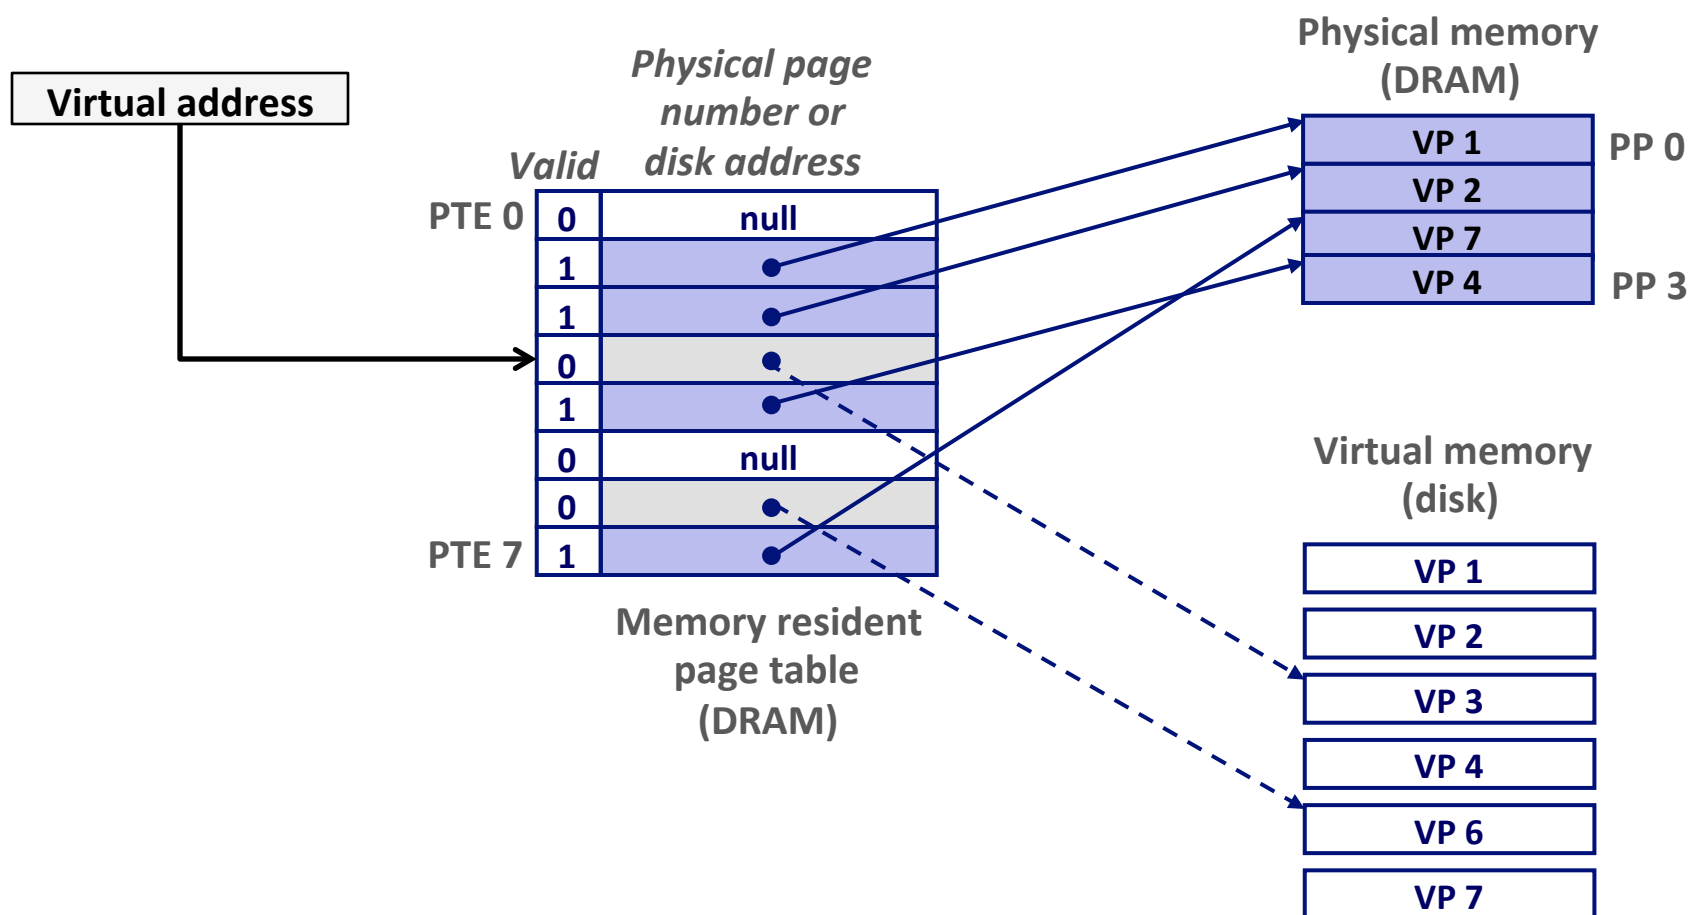 Virtual address
Physical page
number or
disk address
Valid
PTE 0
0
null
1
1
0
1
0
null
0
PTE 7
1
Memory resident
page table
(DRAM)
Physical memory
(DRAM)
VP 1
PP 0
VP 2
VP 7
VP 4
PP 3
Virtual memory
(disk)
VP 1
VP 2
VP 3
VP 4
VP 6
VP 7